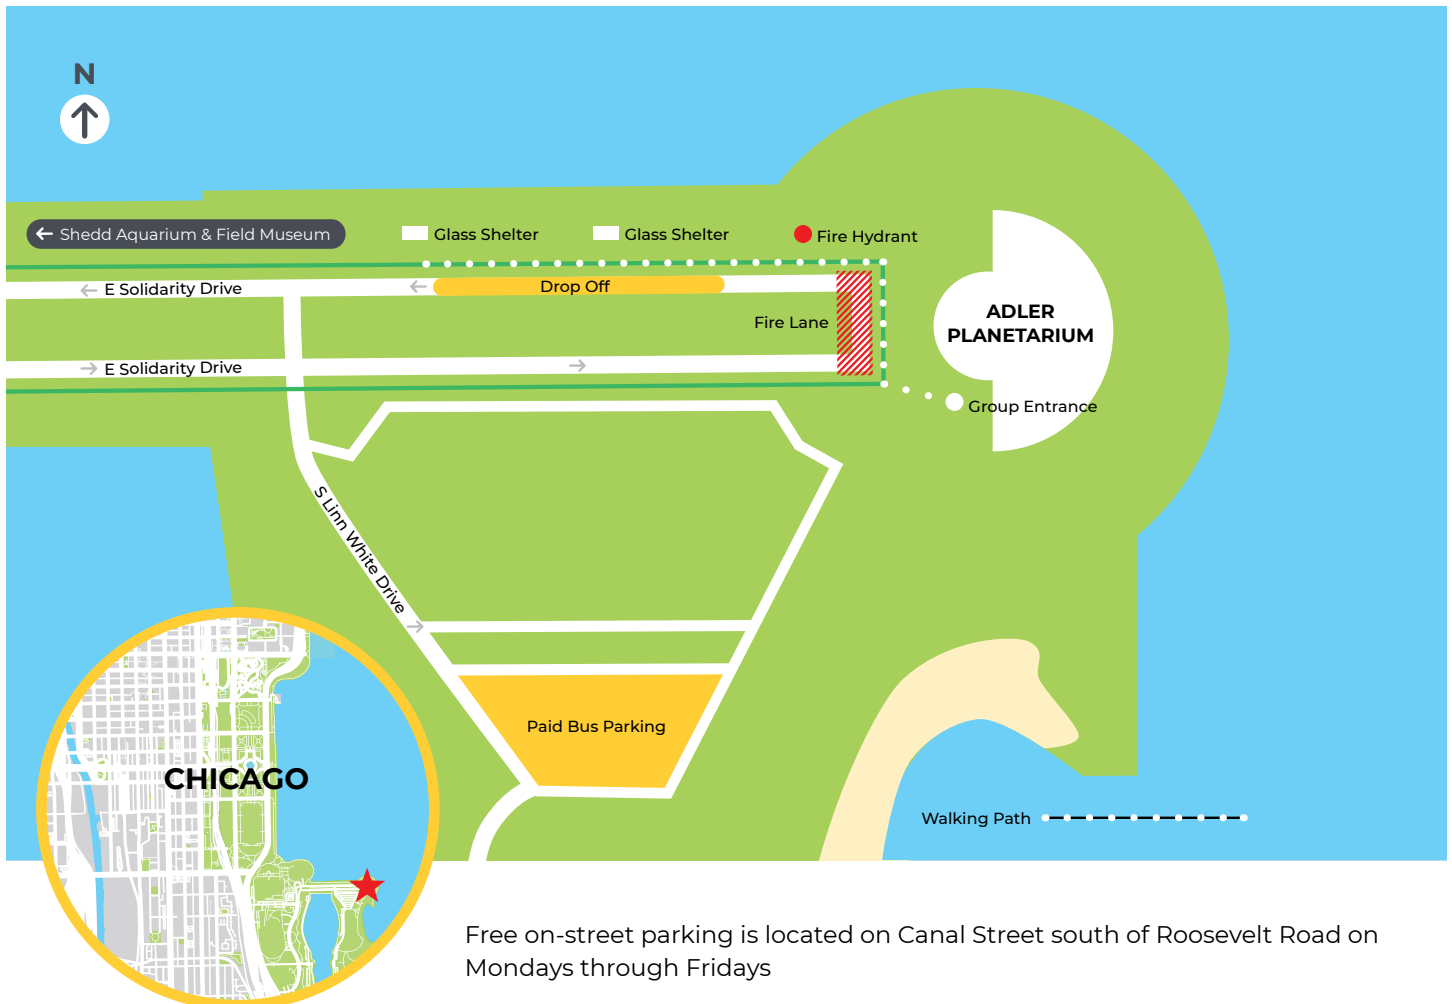 N
Shedd Aquarium & Field Museum
Glass Shelter
Glass Shelter
Fire Hydrant
E Solidarity Drive
Drop Off
Fire Lane
ADLER
PLANETARIUM
E Solidarity Drive
Group Entrance
S Linn White Drive
Paid Bus Parking
CHICAGO
Walking Path
Free on-street parking is located on Canal Street south of Roosevelt Road on
Mondays through Fridays